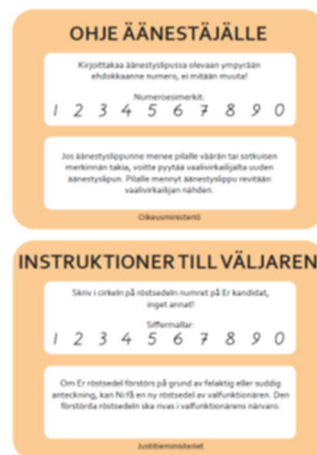 OHJE ÄÄNESTÄJÄLLE
Kirjoittakaa äänestyslipussa olevaan ympyrään
ehdokkaanne numero, ei mitään muuta!
Numeroesimerkit:
1 2 3 4 5 6 7 8 9 0
Jos äänestyslippunne menee pilalle väärän tai sotkuisen
merkinnän takia, voitte pyytää vaalivirkailijalta uuden
äänestyslipun. Pilalle mennyt äänestyslippu revitään
vaalivirkailijan nähden.
Oikeusministeriö
INSTRUKTIONER TILL VÄLJAREN
Skriv i cirkeln på röstsedeln numret på Er kandidat,
inget annat!
Siffermallar:
1 2 3 4 5 6 7 8 9 0
Om Er röstsedel förstörs på grund av felaktig eller suddig
anteckning, kan Ni få en ny röstsedel av valfunktionären. Den
förstörda röstsedeln ska rivas i valfunktionärens närvaro.
Justitieministeriet